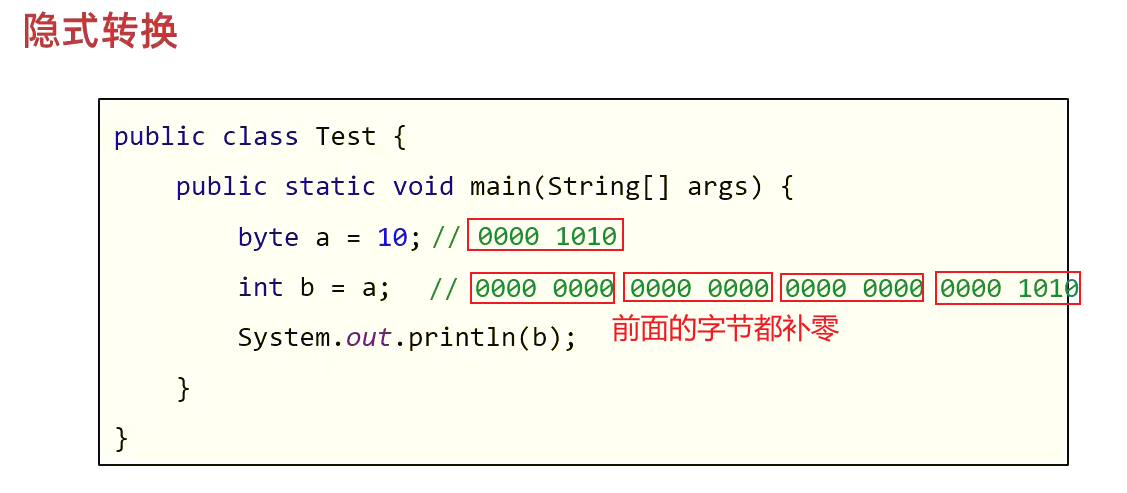 隐式转换
public class Test {
public static void main(String[] args) {
byte a = 10; // 0000 1010
int b = a; // 0000 0000 0000 0000 0000 0000 0000 1010
System.out.println(b);
前面的字节都补零
}
}